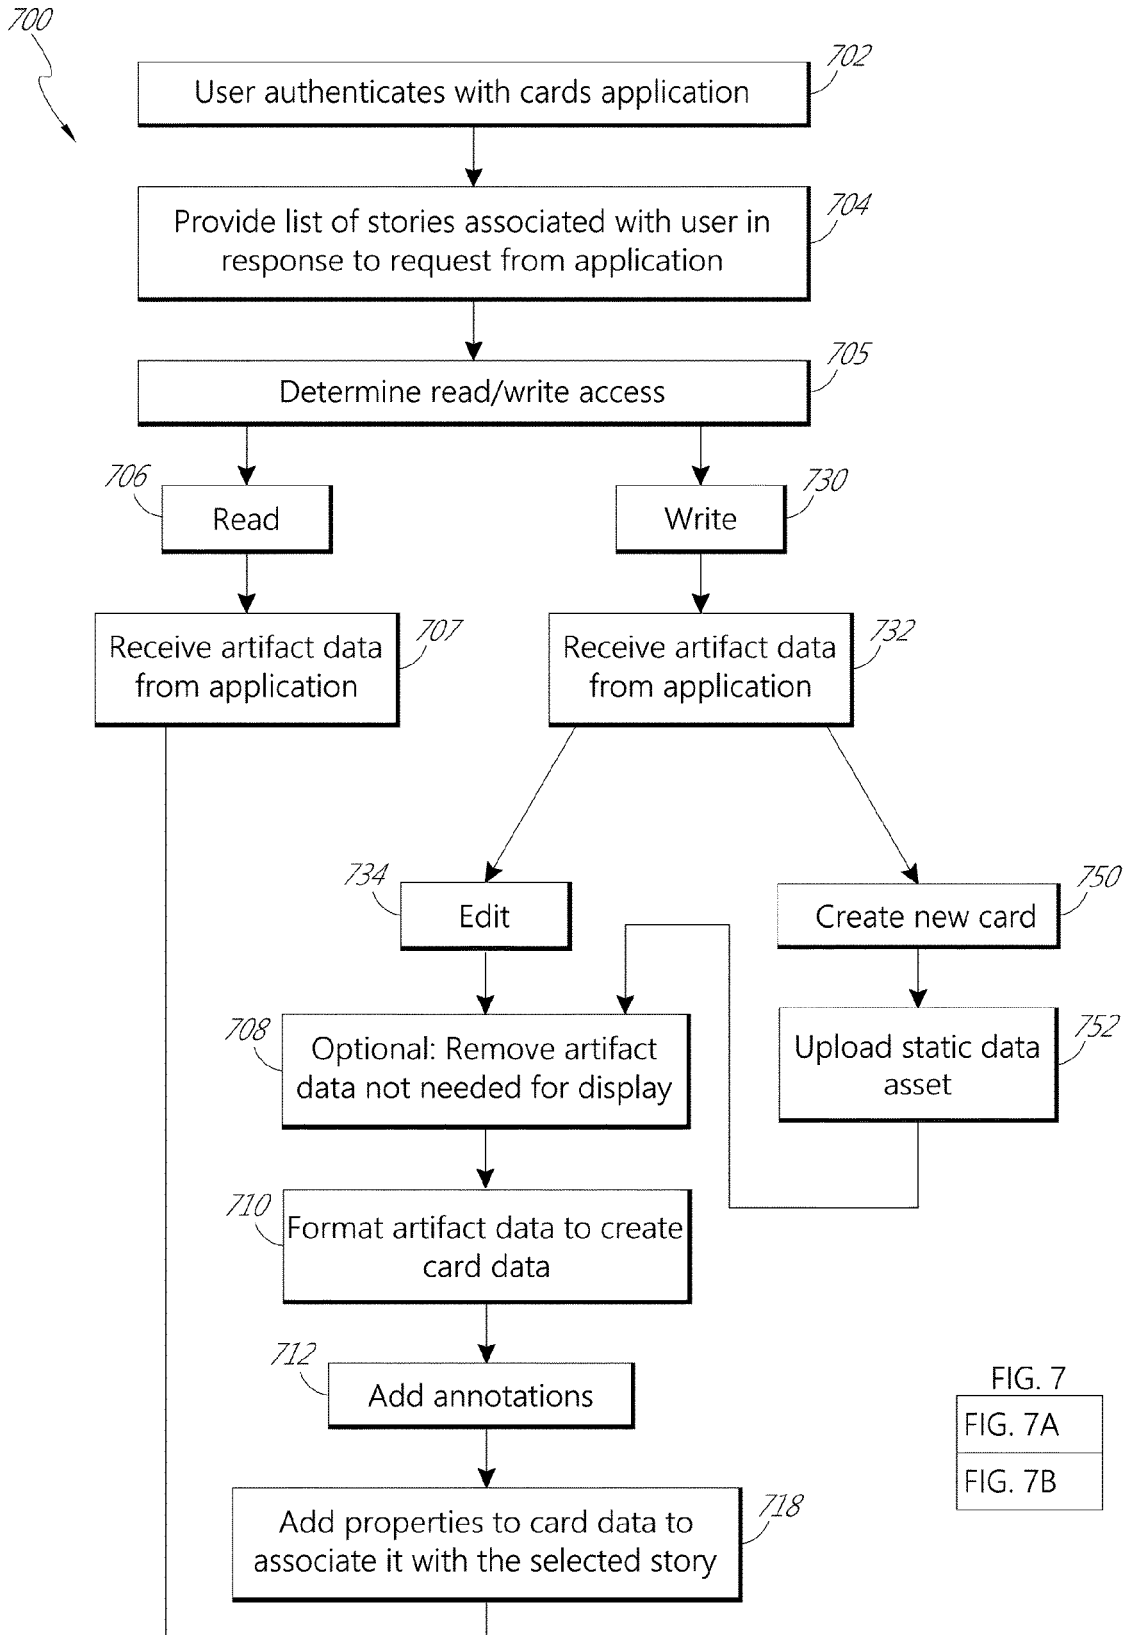 700
702
User authenticates with cards application
704
Provide list of stories associated with user in
response to request from application
705
Determine read/write access
706
Read
730
Write
707
Receive artifact data
from application
732
Receive artifact data
from application
734
Edit
750
Create new card
708
Optional: Remove artifact
data not needed for display
752
Upload static data
asset
710
Format artifact data to create
card data
712
Add annotations
FIG. 7
FIG. 7A
FIG. 7B
718
Add properties to card data to
associate it with the selected story